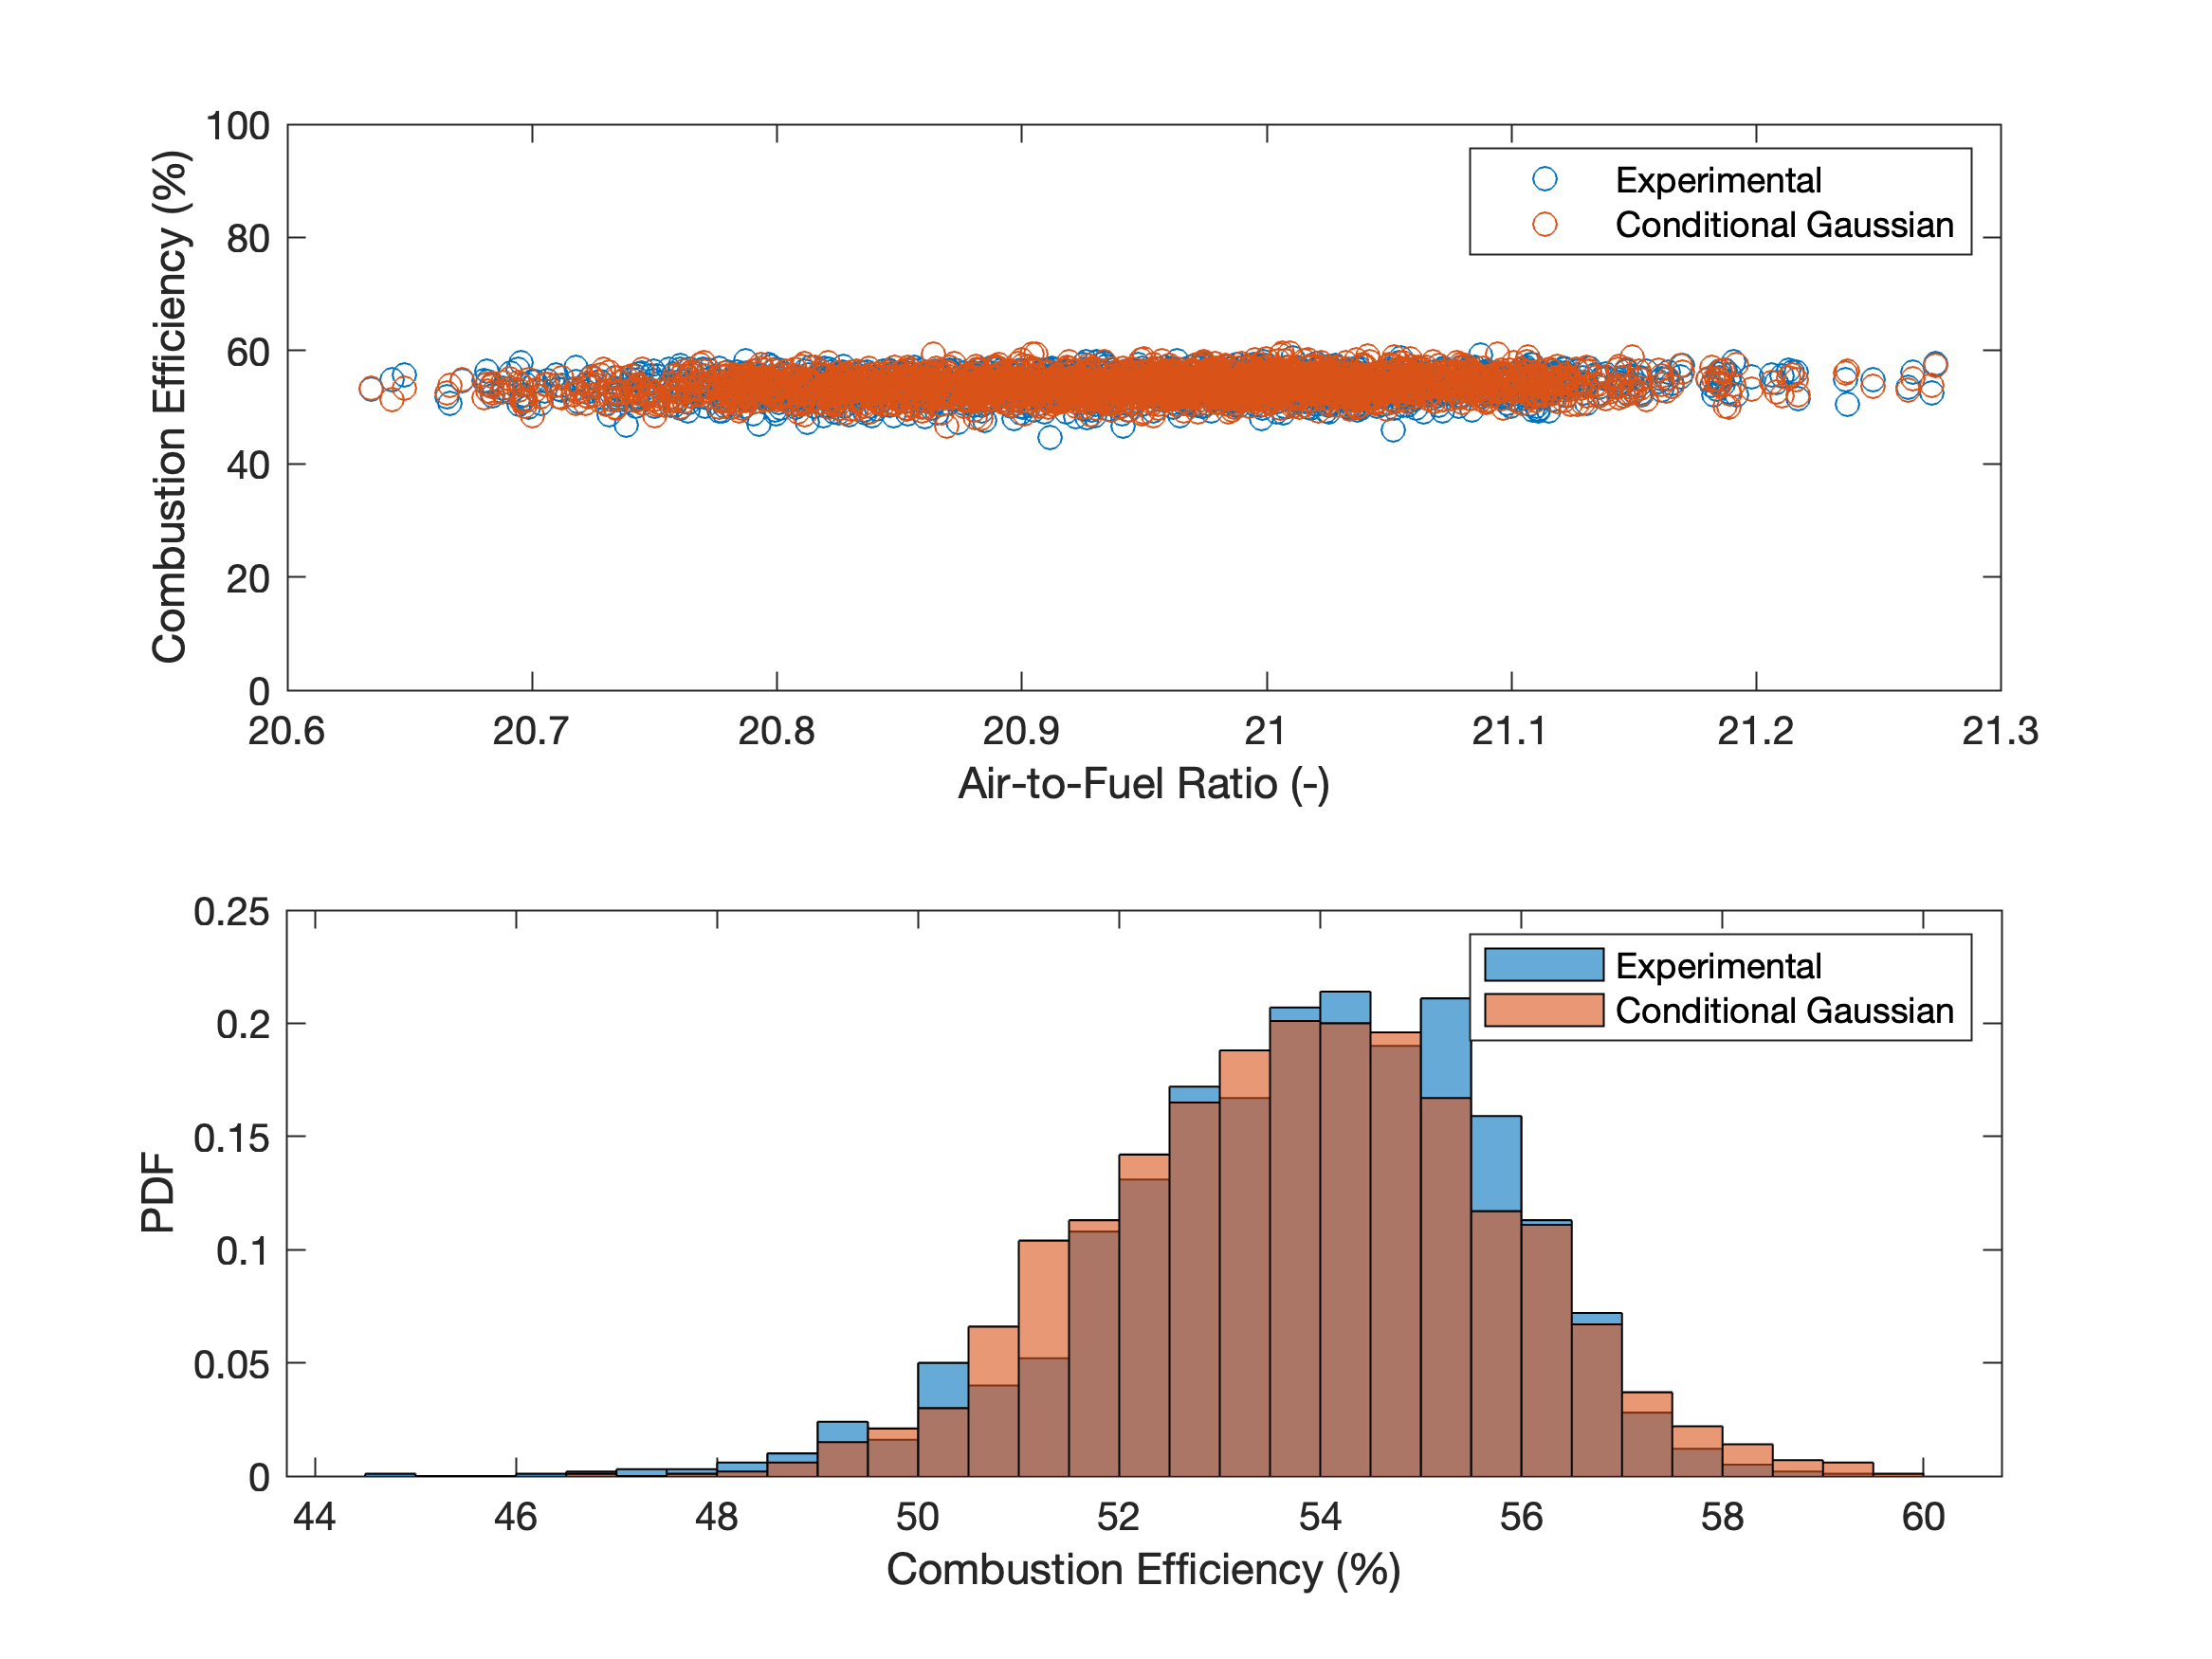 100
80
60
40
20
0
Combustion Efficiency (%)
Experimental
Conditional Gaussian
20.6 20.7 20.8 20.9 21 21.1 21.2 21.3
Air-to-Fuel Ratio (-)
0.25
0.2
0.15
0.1
0.05
0
PDF
Experimental
Conditional Gaussian
44 46 48 50 52 54 56 58 60
Combustion Efficiency (%)